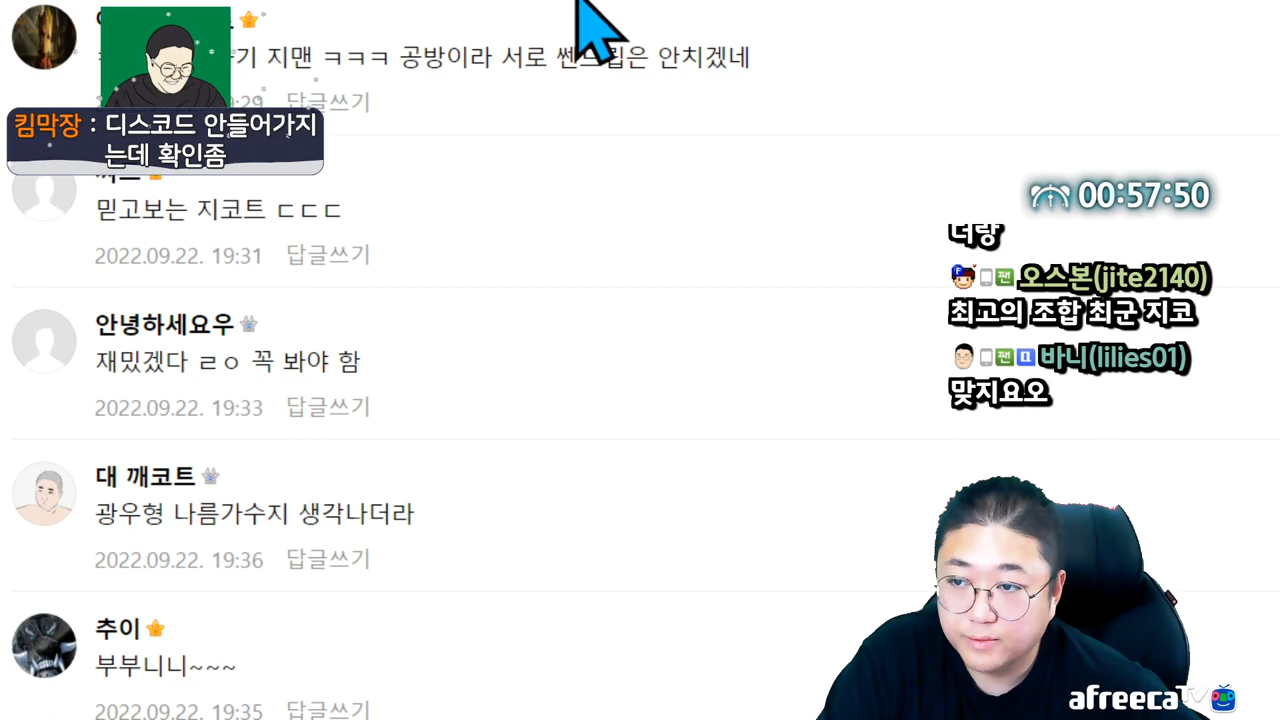 기 지맨 ㅋㅋㅋ 공방이라 서로 쎈드립은 안치겠네
답글쓰기
킴막장 : 디스코드 안들어가지
는데 확인좀
믿고보는 지코트 ㄷㄷㄷ
2022.09.22. 19:31 답글쓰기
안녕하세요우
재밌겠다 ㄹㅇ 꼭 봐야 함
2022.09.22. 19:33 답글쓰기
대 깨코트
광우형 나름가수지 생각나더라
2022.09.22. 19:36 답글쓰기
추이
부부니니~~~
2022.09.22. 19:35 답글쓰기
00:57:50
너랑
오스본(jite2140)
최고의 조합 최군 지코
바니(lilies01)
맞지요오
afreecaTV